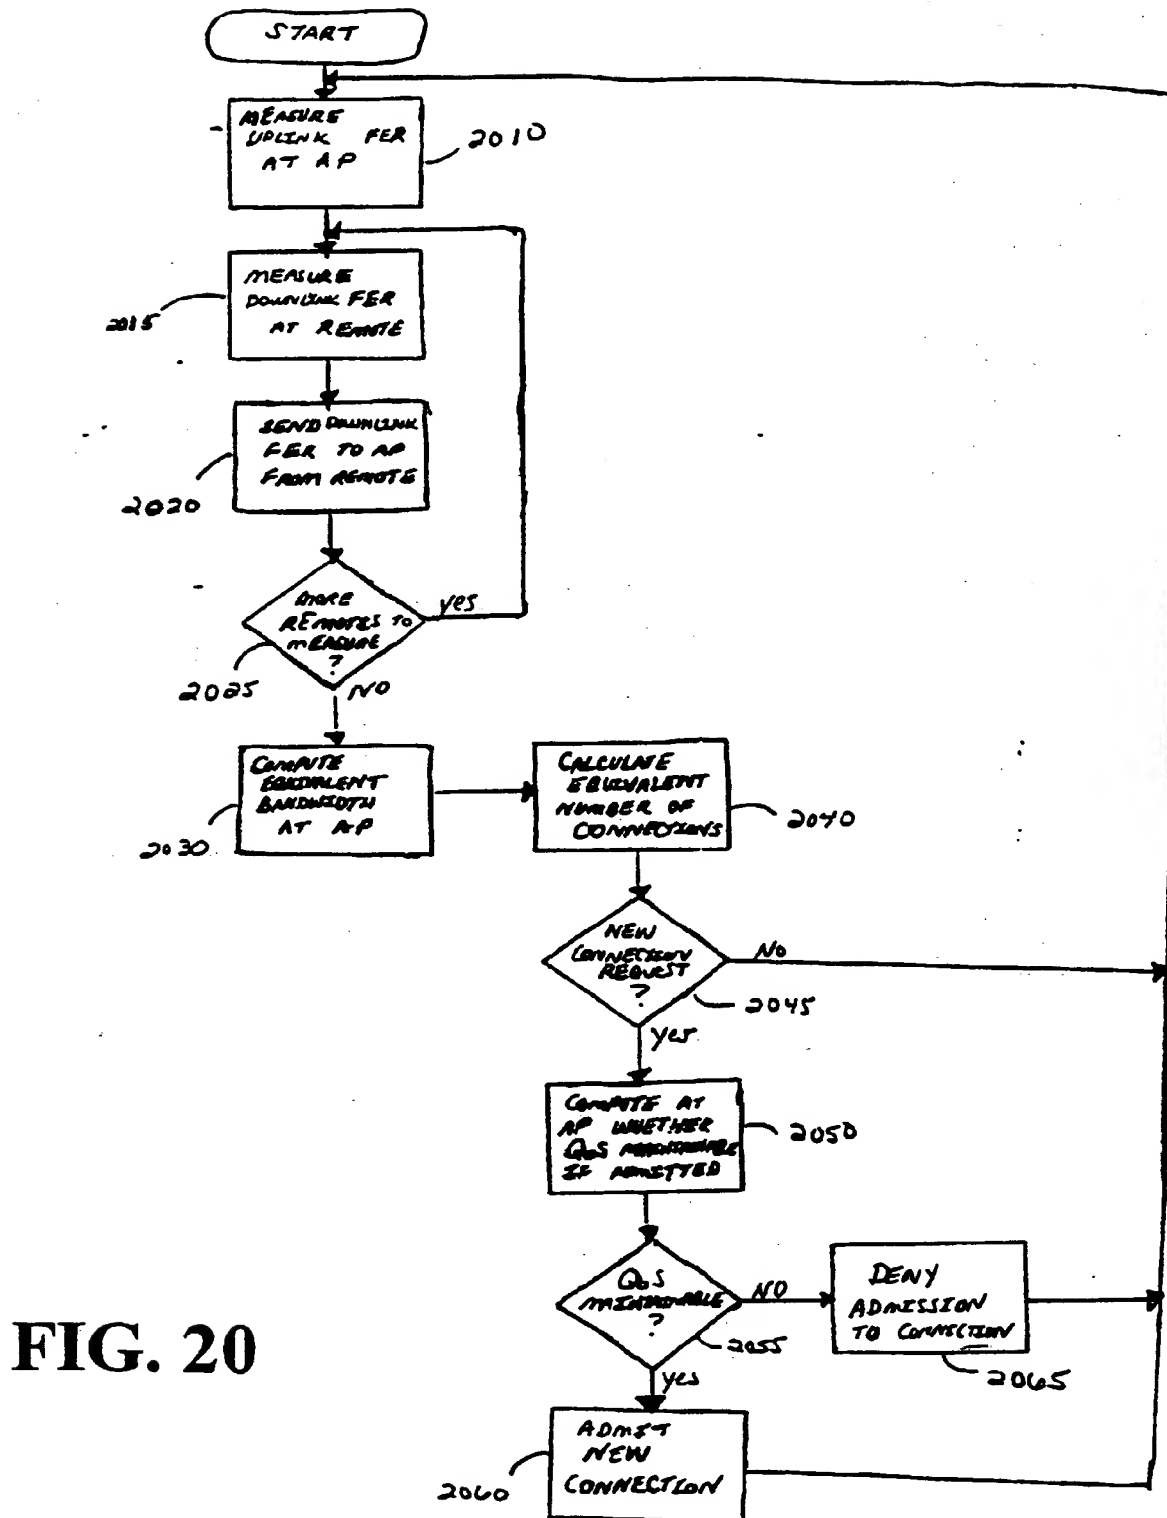 START
MEASURE
UPLINK FER
AT AP
2010
MEASURE
DOWNLINK FER
AT REMOTE
2015
SEND DOWNLINK
FER TO AP
FROM REMOTE
2020
MORE
REMOTES TO
MEASURE
?
yes
2025
NO
COMPUTE
EQUIVALENT
BANDWIDTH
AT AP
2030
CALCULATE
EQUIVALENT
NUMBER OF
CONNECTIONS
2040
NEW
CONNECTION
REQUEST
?
No
2045
yes
COMPUTE AT
AP WHETHER
QoS MAINTAINABLE
IF ADMITTED
2050
QoS
MAINTAINABLE
?
NO
2055
DENY
ADMISSION
TO CONNECTION
2065
yes
ADMIT
NEW
CONNECTION
2060
FIG. 20